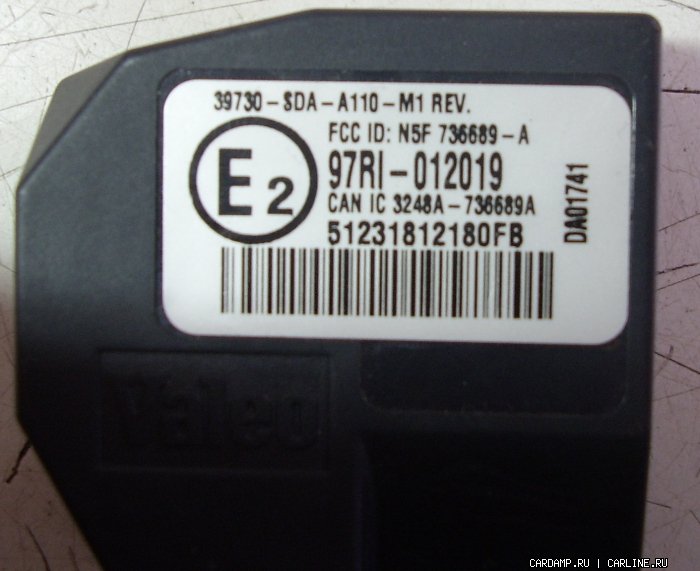 39730-SDA-A110-M1 REV.
FCC ID: N5F 736689-A
E2
97RI-012019
CAN IC 3248A-736689A
51231812180FB
DA01741
Valeo
CARDAMP.RU | CARLINE.RU